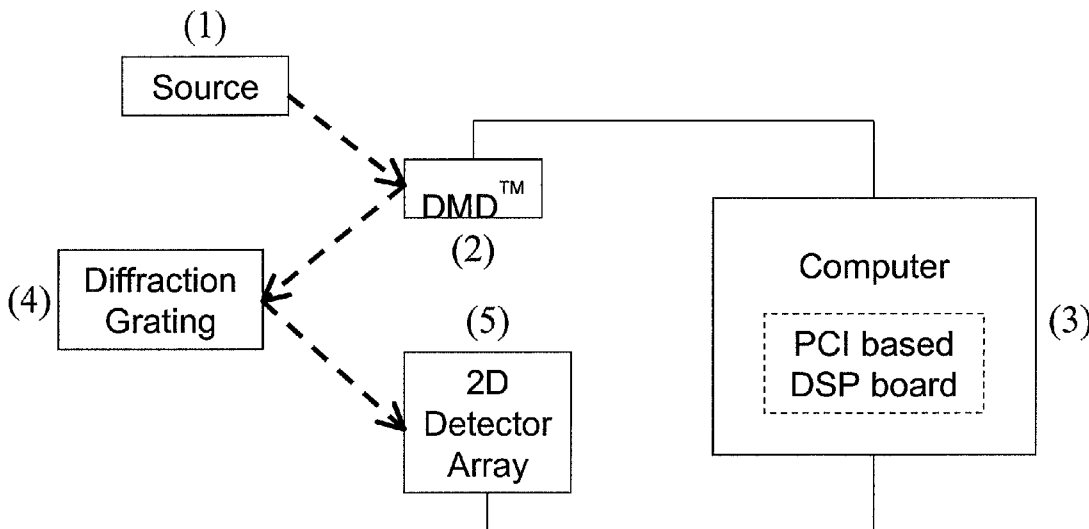 (1)
Source
DMD™
(2)
(4)
Diffraction
Grating
(5)
2D
Detector
Array
Computer
PCI based
DSP board
(3)